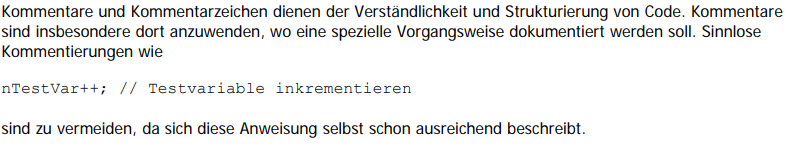 Kommentare und Kommentarzeichen dienen der Verständlichkeit und Strukturierung von Code. Kommentare
sind insbesondere dort anzuwenden, wo eine spezielle Vorgangsweise dokumentiert werden soll. Sinnlose
Kommentierungen wie
nTestVar++; // Testvariable inkrementieren
sind zu vermeiden, da sich diese Anweisung selbst schon ausreichend beschreibt.